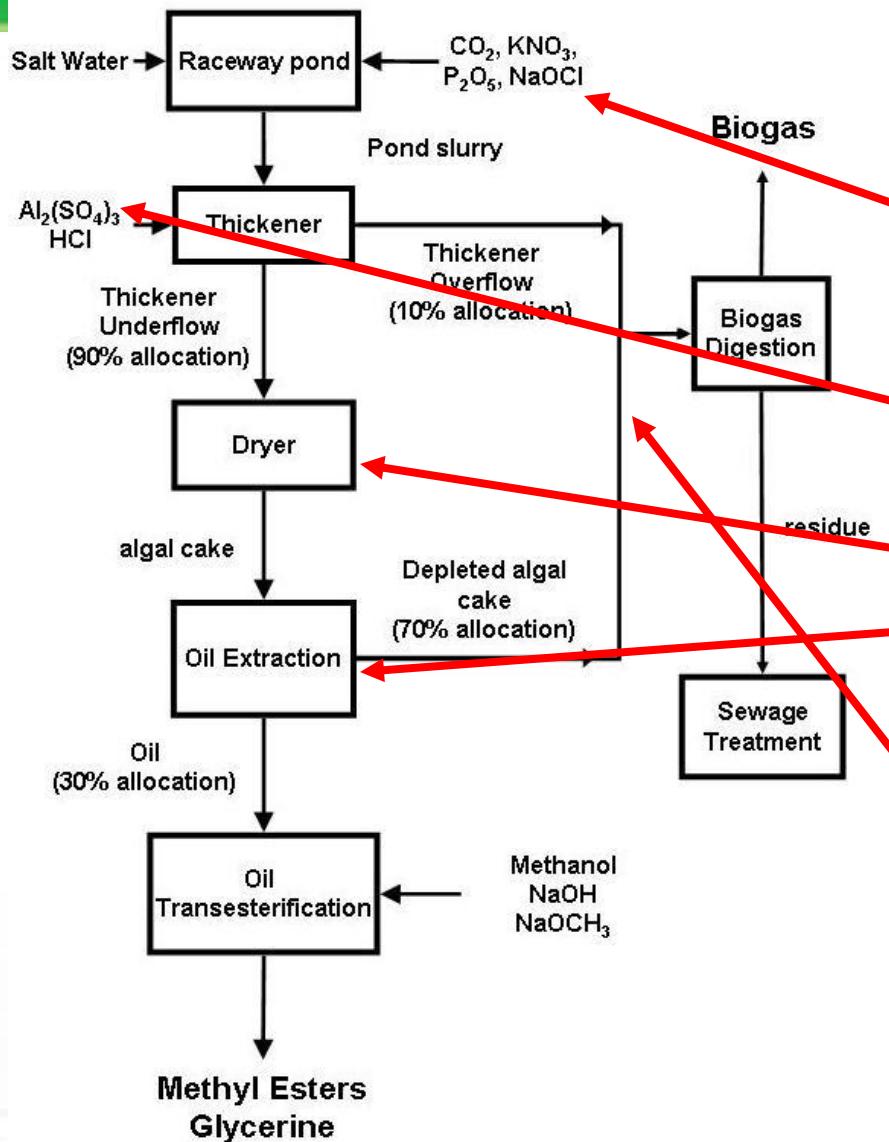 Salt Water
Raceway pond
CO₂, KNO₃,
P₂O₅, NaOCl
Pond slurry
Biogas
Al₂(SO₄)₃
HCl
Thickener
Thickener
Overflow
(10% allocation)
Thickener
Underflow
(90% allocation)
Biogas
Digestion
Dryer
algal cake
residue
Depleted algal
cake
(70% allocation)
Oil Extraction
Sewage
Treatment
Oil
(30% allocation)
Oil
Transesterification
Methanol
NaOH
NaOCH₃
Methyl Esters
Glycerine